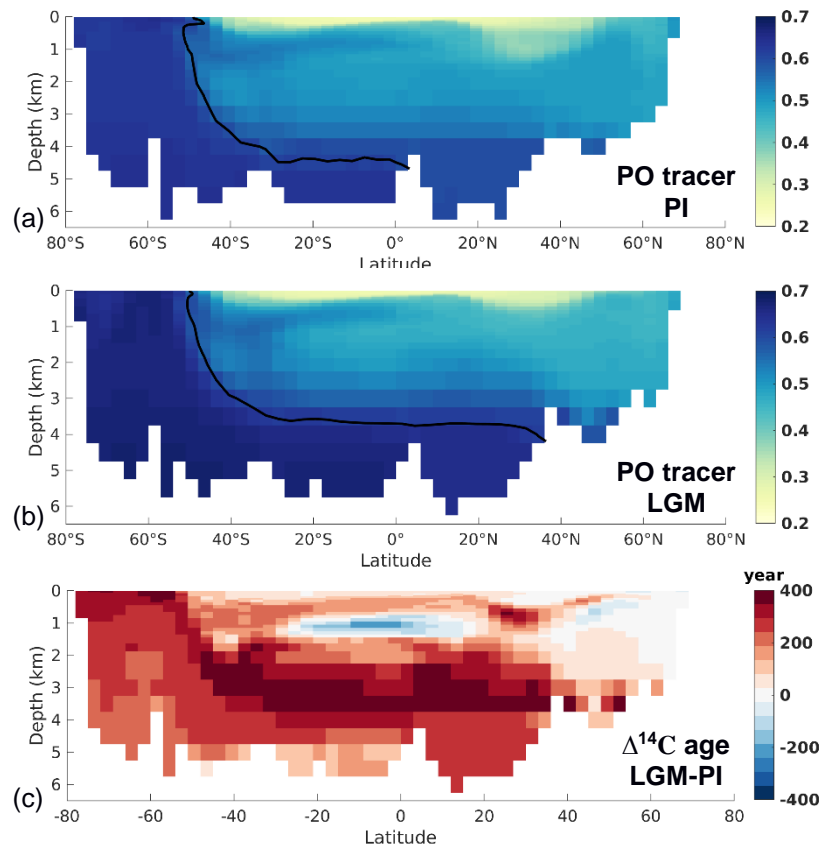 0
1
2
3
4
5
6
Depth (km)
(a)
PO tracer
PI
80°S 60°S 40°S 20°S 0° 20°N 40°N 60°N 80°N
Latitude
0.7
0.6
0.5
0.4
0.3
0.2
0
1
2
3
4
5
6
Depth (km)
(b)
PO tracer
LGM
80°S 60°S 40°S 20°S 0° 20°N 40°N 60°N 80°N
Latitude
0.7
0.6
0.5
0.4
0.3
0.2
0
1
2
3
4
5
6
Depth (km)
(c)
Δ¹⁴C age
LGM-PI
-80 -60 -40 -20 0 20 40 60 80
Latitude
year
400
200
0
-200
-400